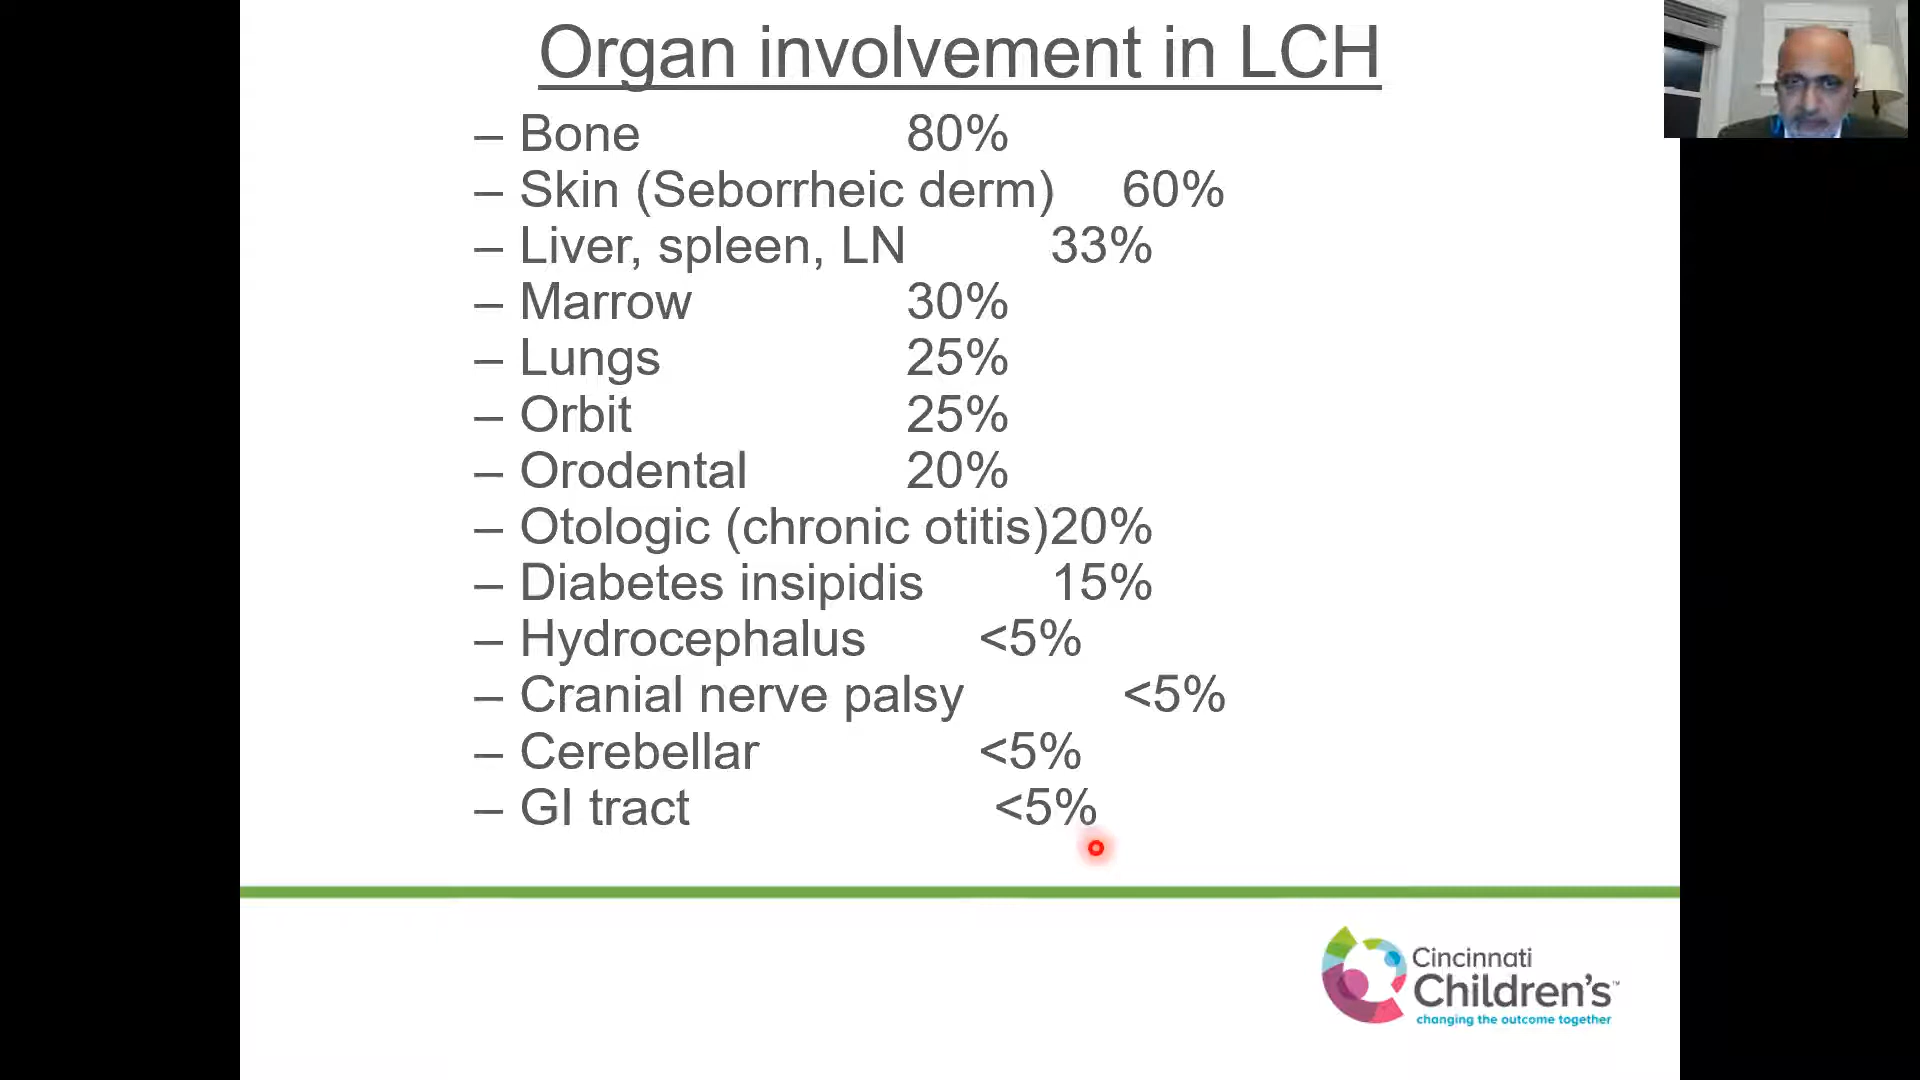 Organ involvement in LCH
– Bone 80%
– Skin (Seborrheic derm) 60%
– Liver, spleen, LN 33%
– Marrow 30%
– Lungs 25%
– Orbit 25%
– Orodental 20%
– Otologic (chronic otitis)20%
– Diabetes insipidis 15%
– Hydrocephalus <5%
– Cranial nerve palsy <5%
– Cerebellar <5%
– GI tract <5%
Cincinnati
Children's™
changing the outcome together